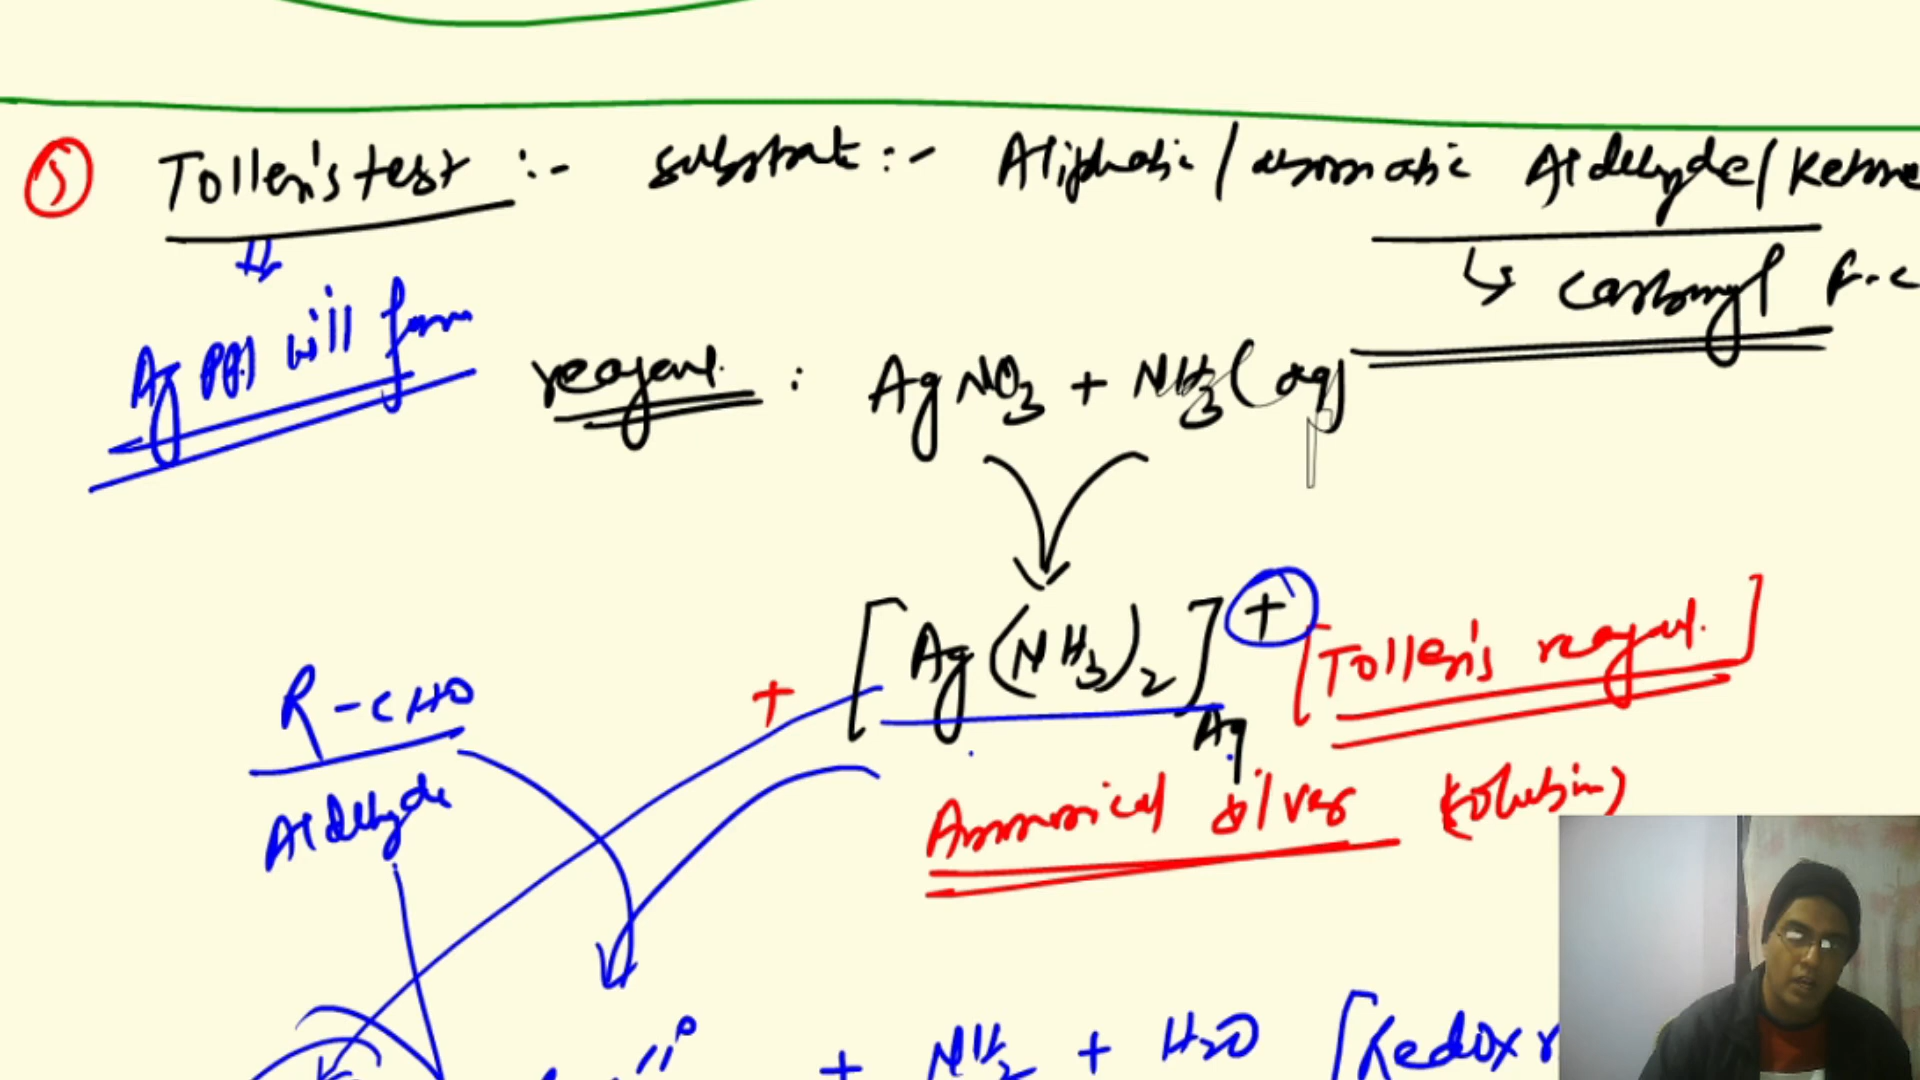 5 Tollen's test :- substrate :- Aliphatic / aromatic Aldehyde / Ketone
↳ carbonyl
Ag ppt will form
reagent : AgNO3 + NH3 (aq)
[Ag(NH3)2]+ [Tollen's reagent]
Aq
R-CHO +
Aldehyde
Ammonical silver (solution)
+ NH3 + H2O [Redox r